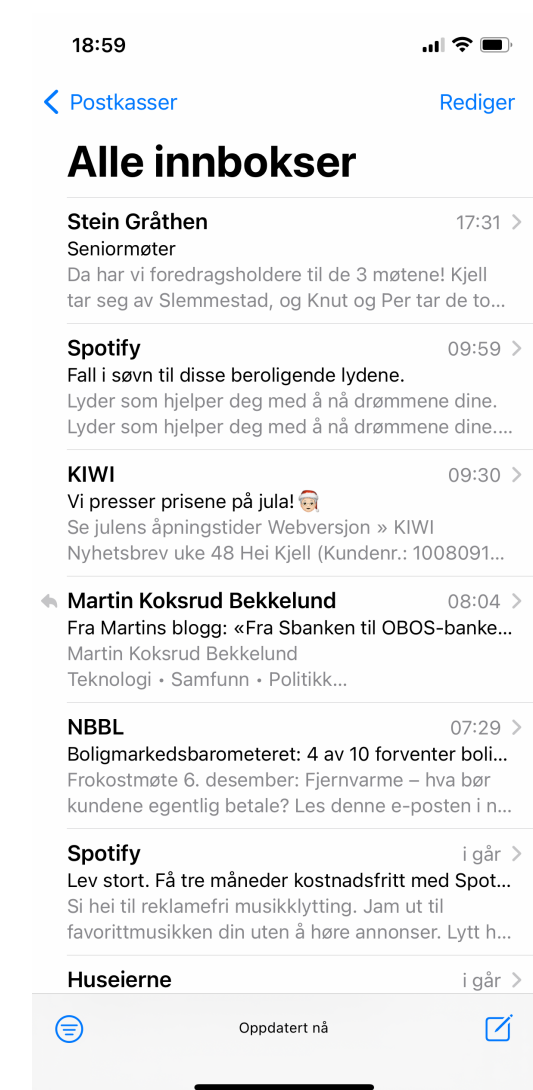 18:59
Postkasser
Rediger
Alle innbokser
Stein Gråthen
17:31
Seniormøter
Da har vi foredragsholdere til de 3 møtene! Kjell
tar seg av Slemmestad, og Knut og Per tar de to...
Spotify
09:59
Fall i søvn til disse beroligende lydene.
Lyder som hjelper deg med å nå drømmene dine.
Lyder som hjelper deg med å nå drømmene dine....
KIWI
09:30
Vi presser prisene på jula!🎅🏼
Se julens åpningstider Webversjon » KIWI
Nyhetsbrev uke 48 Hei Kjell (Kundenr.: 1008091...
Martin Koksrud Bekkelund
08:04
Fra Martins blogg: «Fra Sbanken til OBOS-banke...
Martin Koksrud Bekkelund
Teknologi • Samfunn • Politikk...
NBBL
07:29
Boligmarkedsbarometeret: 4 av 10 forventer boli...
Frokostmøte 6. desember: Fjernvarme – hva bør
kundene egentlig betale? Les denne e-posten i n...
Spotify
i går
Lev stort. Få tre måneder kostnadsfritt med Spot...
Si hei til reklamefri musikklytting. Jam ut til
favorittmusikken din uten å høre annonser. Lytt h...
Huseierne
i går
Oppdatert nå